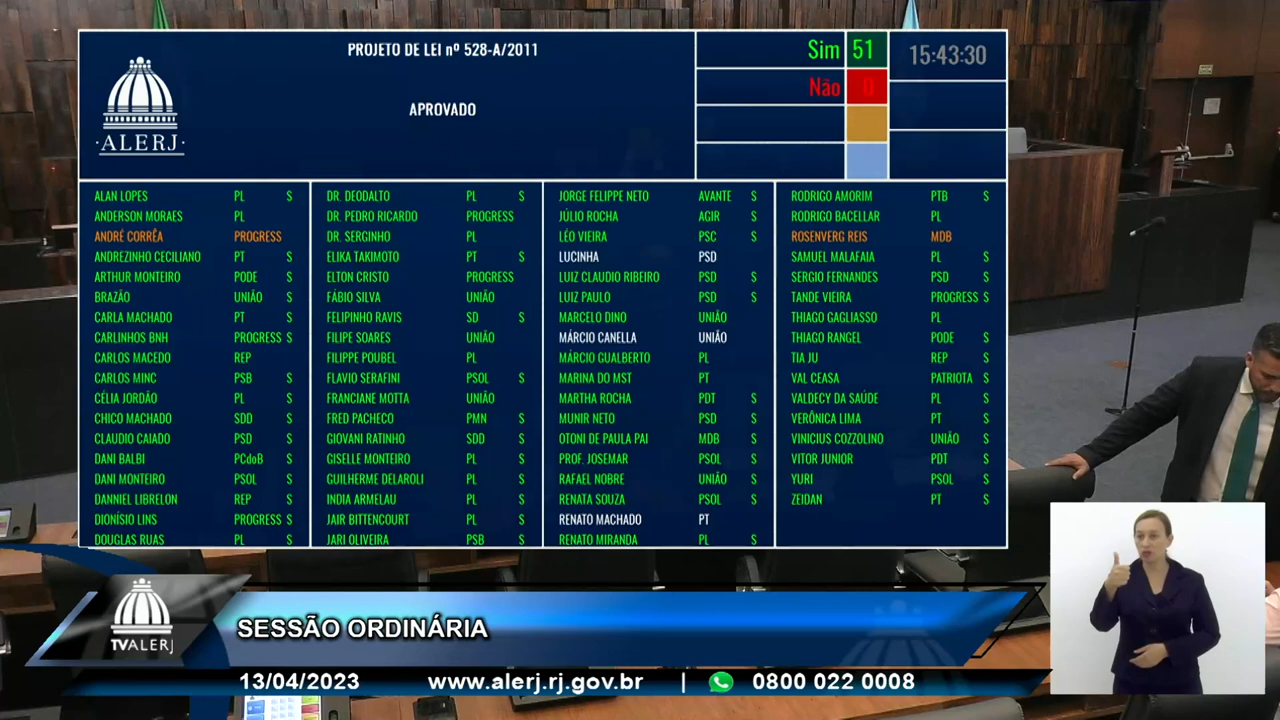 PROJETO DE LEI nº 528-A/2011
APROVADO
·ALERJ·
Sim 51
Não 0
15:43:30
ALAN LOPES PL S
ANDERSON MORAES PL
ANDRÉ CORRÊA PROGRESS
ANDREZINHO CECILIANO PT S
ARTHUR MONTEIRO PODE S
BRAZÃO UNIÃO S
CARLA MACHADO PT S
CARLINHOS BNH PROGRESS S
CARLOS MACEDO REP
CARLOS MINC PSB S
CÉLIA JORDÃO PL S
CHICO MACHADO SDD S
CLAUDIO CAIADO PSD S
DANI BALBI PCdoB S
DANI MONTEIRO PSOL S
DANNIEL LIBRELON REP S
DIONÍSIO LINS PROGRESS S
DOUGLAS RUAS PL S
DR. DEODALTO PL S
DR. PEDRO RICARDO PROGRESS
DR. SERGINHO PL
ELIKA TAKIMOTO PT S
ELTON CRISTO PROGRESS
FÁBIO SILVA UNIÃO
FELIPINHO RAVIS SD S
FILIPE SOARES UNIÃO
FILIPPE POUBEL PL
FLAVIO SERAFINI PSOL S
FRANCIANE MOTTA UNIÃO
FRED PACHECO PMN S
GIOVANI RATINHO SDD S
GISELLE MONTEIRO PL S
GUILHERME DELAROLI PL S
INDIA ARMELAU PL S
JAIR BITTENCOURT PL S
JARI OLIVEIRA PSB S
JORGE FELIPPE NETO AVANTE S
JÚLIO ROCHA AGIR S
LÉO VIEIRA PSC S
LUCINHA PSD
LUIZ CLAUDIO RIBEIRO PSD S
LUIZ PAULO PSD S
MARCELO DINO UNIÃO
MÁRCIO CANELLA UNIÃO
MÁRCIO GUALBERTO PL
MARINA DO MST PT
MARTHA ROCHA PDT S
MUNIR NETO PSD S
OTONI DE PAULA PAI MDB S
PROF. JOSEMAR PSOL S
RAFAEL NOBRE UNIÃO S
RENATA SOUZA PSOL S
RENATO MACHADO PT
RENATO MIRANDA PL S
RODRIGO AMORIM PTB S
RODRIGO BACELLAR PL
ROSENVERG REIS MDB
SAMUEL MALAFAIA PL S
SERGIO FERNANDES PSD S
TANDE VIEIRA PROGRESS S
THIAGO GAGLIASSO PL
THIAGO RANGEL PODE S
TIA JU REP S
VAL CEASA PATRIOTA S
VALDECY DA SAÚDE PL S
VERÔNICA LIMA PT S
VINICIUS COZZOLINO UNIÃO S
VITOR JUNIOR PDT S
YURI PSOL S
ZEIDAN PT S
TVALERJ
SESSÃO ORDINÁRIA
13/04/2023 www.alerj.rj.gov.br | 0800 022 0008